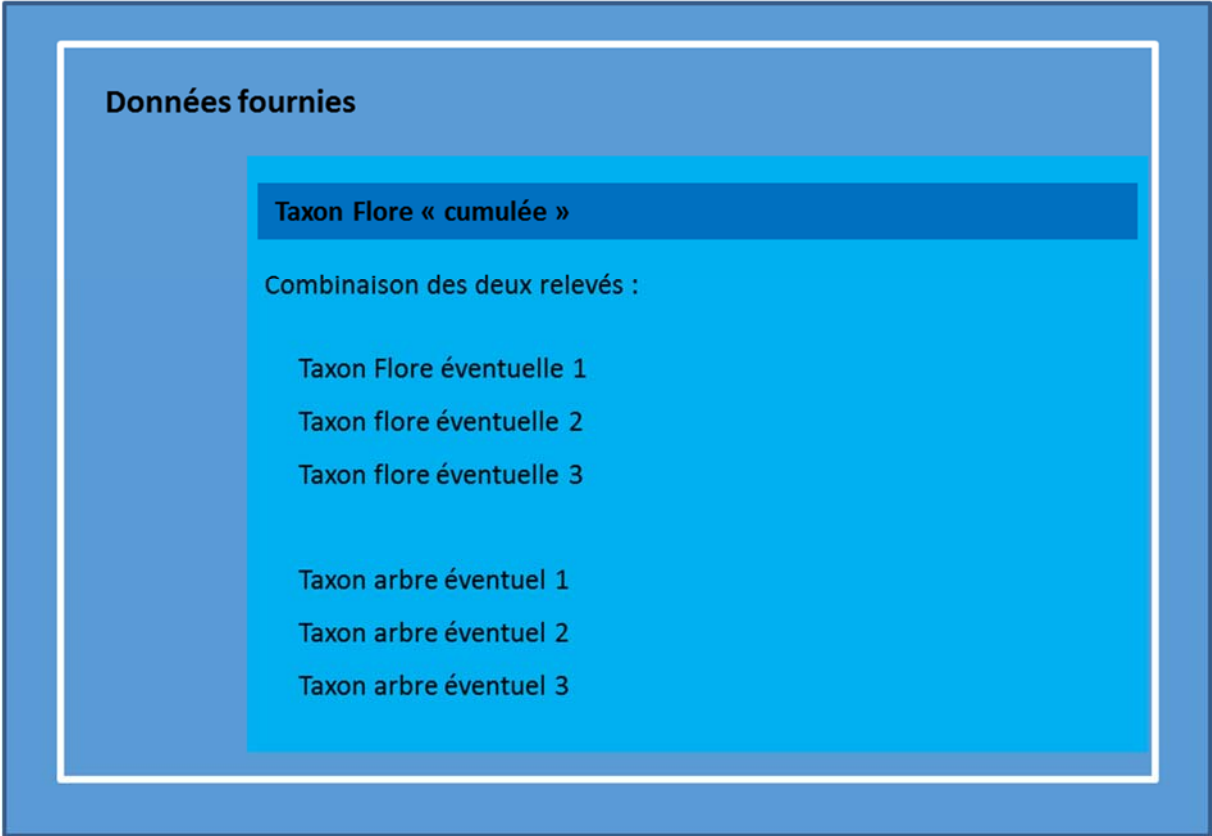 Données fournies
Taxon Flore « cumulée »
Combinaison des deux relevés :
Taxon Flore éventuelle 1
Taxon flore éventuelle 2
Taxon flore éventuelle 3
Taxon arbre éventuel 1
Taxon arbre éventuel 2
Taxon arbre éventuel 3